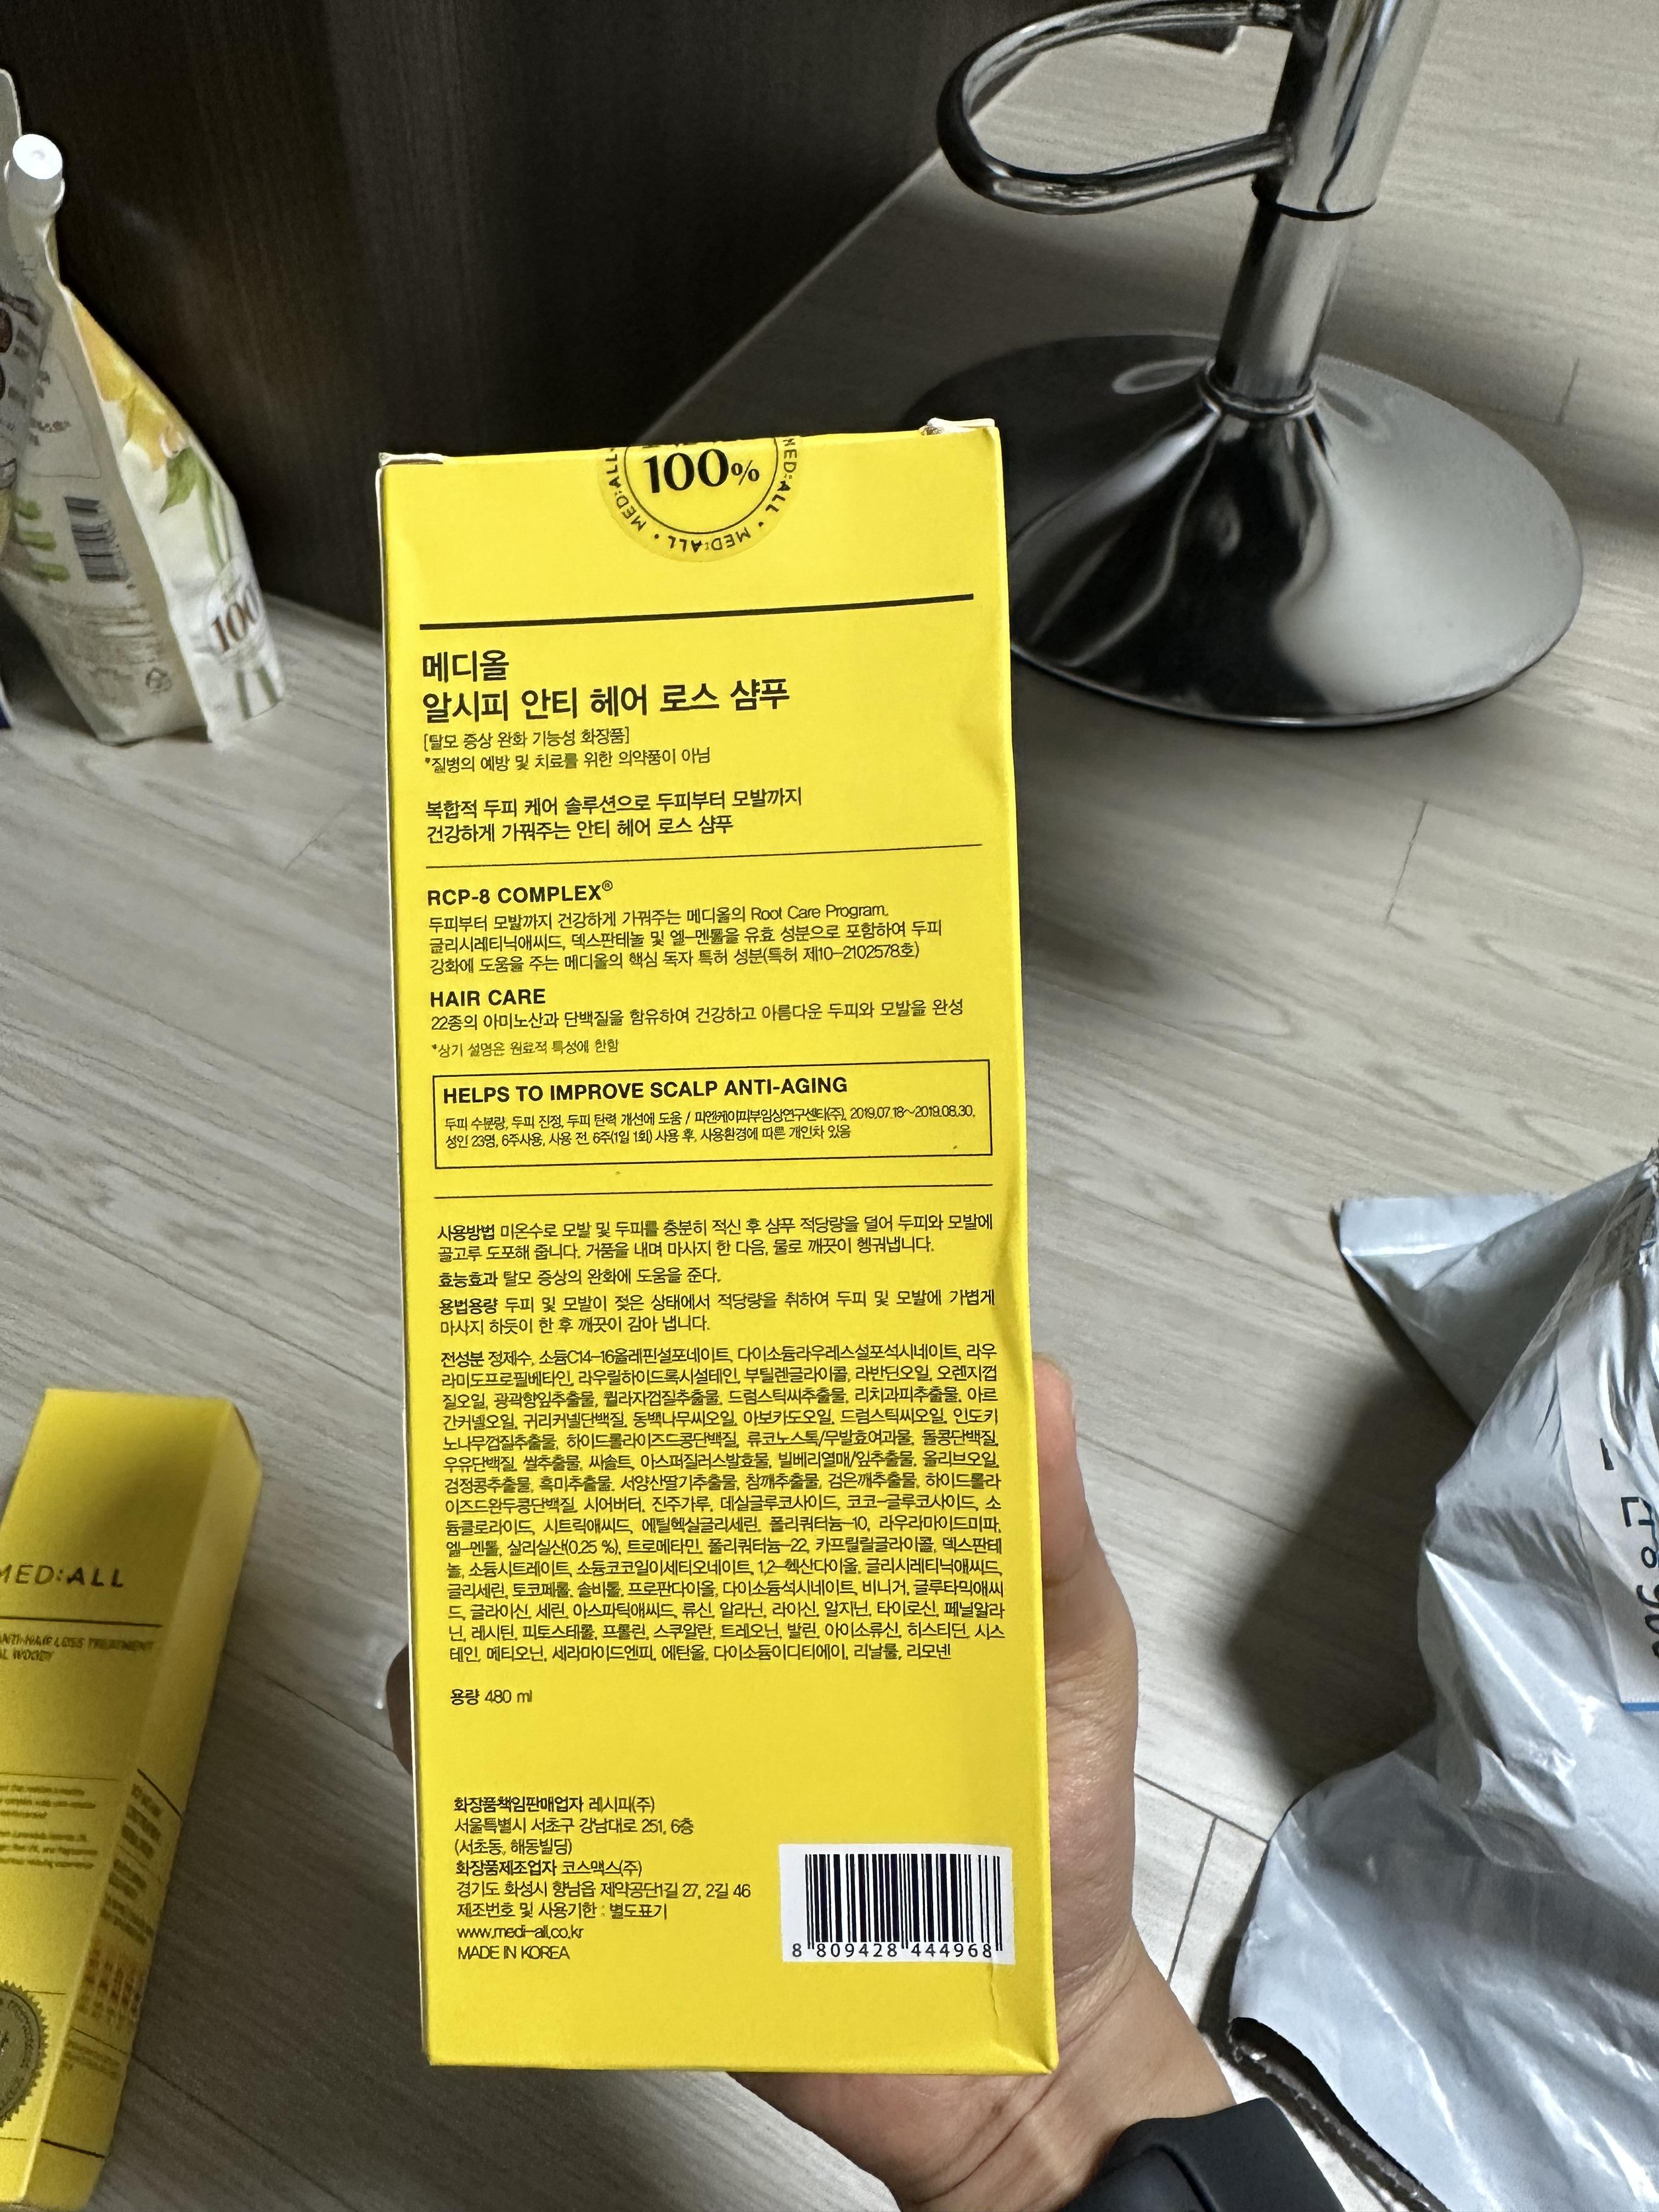 100%
MED:ALL • MED:ALL • MED:ALL
메디올
알시피 안티 헤어 로스 샴푸
[탈모 증상 완화 기능성 화장품]
*질병의 예방 및 치료를 위한 의약품이 아님
복합적 두피 케어 솔루션으로 두피부터 모발까지
건강하게 가꿔주는 안티 헤어 로스 샴푸
RCP-8 COMPLEX®
두피부터 모발까지 건강하게 가꿔주는 메디올의 Root Care Program.
글리시레티닉애씨드, 덱스판테놀 및 엘-멘톨을 유효 성분으로 포함하여 두피
강화에 도움을 주는 메디올의 핵심 독자 특허 성분(특허 제10-2102578호)
HAIR CARE
22종의 아미노산과 단백질을 함유하여 건강하고 아름다운 두피와 모발을 완성
*상기 설명은 원료적 특성에 한함
HELPS TO IMPROVE SCALP ANTI-AGING
두피 수분량, 두피 진정, 두피 탄력 개선에 도움 / 피엔케이피부임상연구센타(주), 2019.07.18~2019.08.30,
성인 23명, 6주사용, 사용 전, 6주(1일 1회) 사용 후, 사용환경에 따른 개인차 있음
사용방법 미온수로 모발 및 두피를 충분히 적신 후 샴푸 적당량을 덜어 두피와 모발에
골고루 도포해 줍니다. 거품을 내며 마사지 한 다음, 물로 깨끗이 헹궈냅니다.
효능효과 탈모 증상의 완화에 도움을 준다.
용법용량 두피 및 모발이 젖은 상태에서 적당량을 취하여 두피 및 모발에 가볍게
마사지 하듯이 한 후 깨끗이 감아 냅니다.
전성분 정제수, 소듐C14-16올레핀설포네이트, 다이소듐라우레스설포석시네이트, 라우
라미도프로필베타인, 라우릴하이드록시설테인, 부틸렌글라이콜, 라반딘오일, 오렌지껍
질오일, 광곽향잎추출물, 퀼라자껍질추출물, 드럼스틱씨추출물, 리치과피추출물, 아르
간커넬오일, 귀리커넬단백질, 동백나무씨오일, 아보카도오일, 드럼스틱씨오일, 인도키
노나무껍질추출물, 하이드롤라이즈드콩단백질, 류코노스톡/무발효여과물, 돌콩단백질,
우유단백질, 쌀추출물, 씨솔트, 아스퍼질러스발효물, 빌베리열매/잎추출물, 올리브오일,
검정콩추출물, 흑미추출물, 서양산딸기추출물, 참깨추출물, 검은깨추출물, 하이드롤라
이즈드완두콩단백질, 시어버터, 진주가루, 데실글루코사이드, 코코-글루코사이드, 소
듐클로라이드, 시트릭애씨드, 에틸헥실글리세린, 폴리쿼터늄-10, 라우라마이드미파,
엘-멘톨, 살리실산(0.25 %), 트로메타민, 폴리쿼터늄-22, 카프릴릴글라이콜, 덱스판테
놀, 소듐시트레이트, 소듐코코일이세티오네이트, 1,2-헥산다이올, 글리시레티닉애씨드,
글리세린, 토코페롤, 솔비톨, 프로판다이올, 다이소듐석시네이트, 비니거, 글루타믹애씨
드, 글라이신, 세린, 아스파틱애씨드, 류신, 알라닌, 라이신, 알지닌, 타이로신, 페닐알라
닌, 레시틴, 피토스테롤, 프롤린, 스쿠알란, 트레오닌, 발린, 아이소류신, 히스티딘, 시스
테인, 메티오닌, 세라마이드엔피, 에탄올, 다이소듐이디티에이, 리날룰, 리모넨
용량 480 ml
화장품책임판매업자 레시피(주)
서울특별시 서초구 강남대로 251, 6층
(서초동, 해동빌딩)
화장품제조업자 코스맥스(주)
경기도 화성시 향남읍 제약공단1길 27, 2길 46
제조번호 및 사용기한 : 별도표기
www.medi-all.co.kr
MADE IN KOREA
8 809428 444968
MED:ALL
ANTI-HAIR LOSS TREATMENT
AL WOODY
100